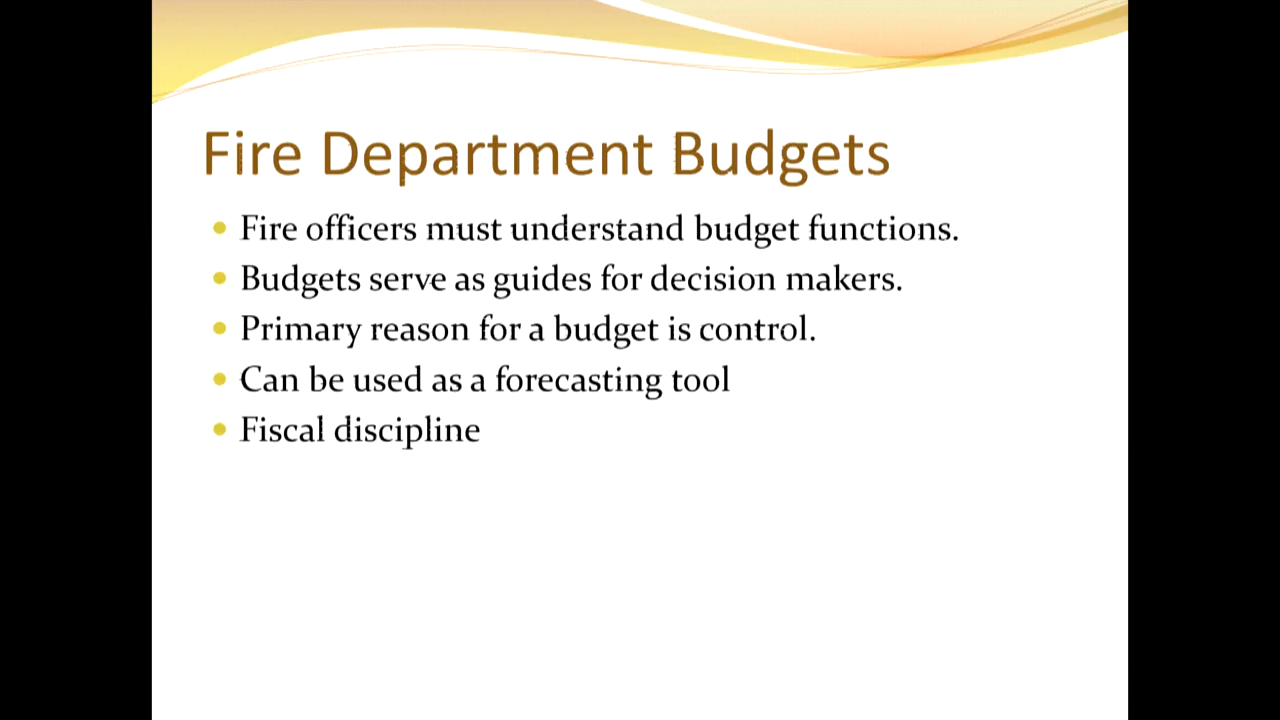 Fire Department Budgets
Fire officers must understand budget functions.
Budgets serve as guides for decision makers.
Primary reason for a budget is control.
Can be used as a forecasting tool
Fiscal discipline